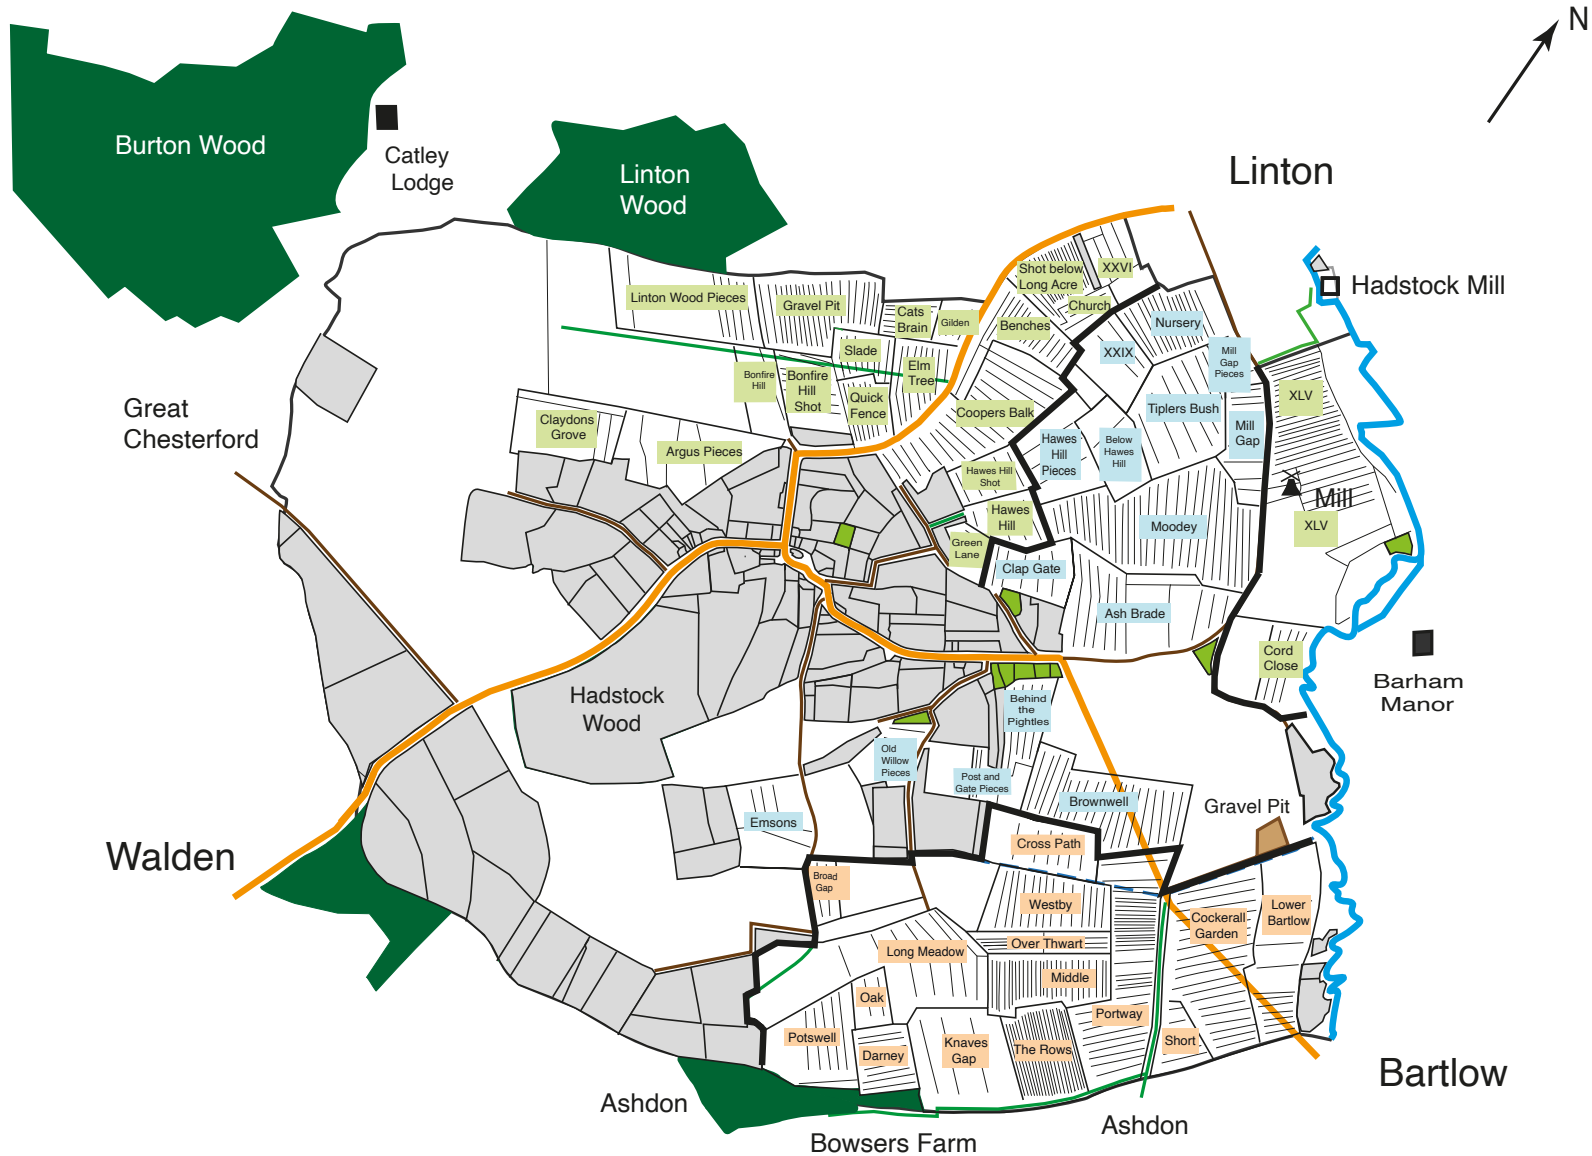 N
Burton Wood
Catley
Lodge
Linton
Wood
Linton
Hadstock Mill
Great
Chesterford
Linton Wood Pieces
Gravel Pit
Cats
Brain
Gilden
Shot below
Long Acre
XXVI
Church
Benches
Nursery
XXIX
Mill
Gap
Pieces
Slade
Elm
Tree
Bonfire
Hill
Bonfire
Hill
Shot
Quick
Fence
Coopers Balk
Tiplers Bush
XLV
Claydons
Grove
Argus Pieces
Hawes
Hill
Pieces
Below
Hawes
Hill
Mill
Gap
Hawes Hill
Shot
Hawes
Hill
Moodey
Mill
XLV
Green
Lane
Clap Gate
Ash Brade
Cord
Close
Barham
Manor
Hadstock
Wood
Behind
the
Pightles
Old
Willow
Pieces
Post and
Gate Pieces
Brownwell
Gravel Pit
Emsons
Walden
Cross Path
Broad
Gap
Westby
Cockerall
Garden
Lower
Bartlow
Long Meadow
Over Thwart
Middle
Oak
Portway
Potswell
Darney
Knaves
Gap
The Rows
Short
Bartlow
Ashdon
Ashdon
Bowsers Farm